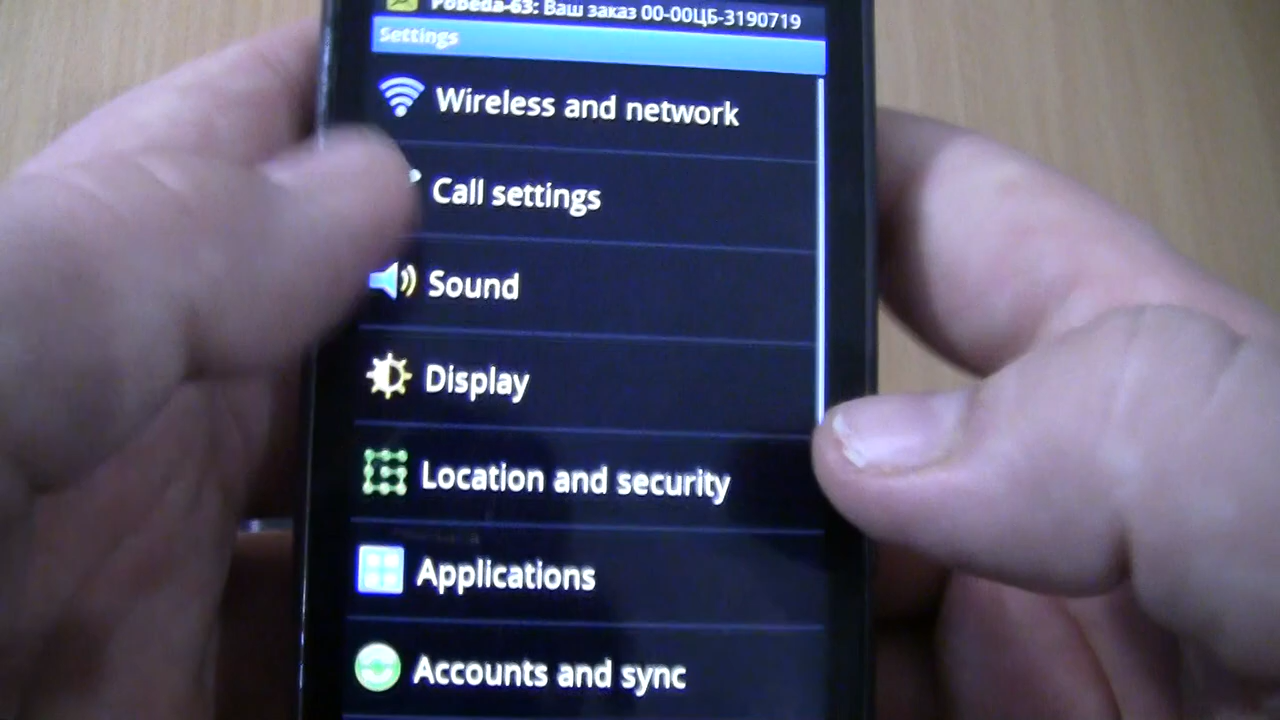 Pobeda-63: Ваш заказ 00-00ЦБ-3190719
Settings
Wireless and network
Call settings
Sound
Display
Location and security
Applications
Accounts and sync